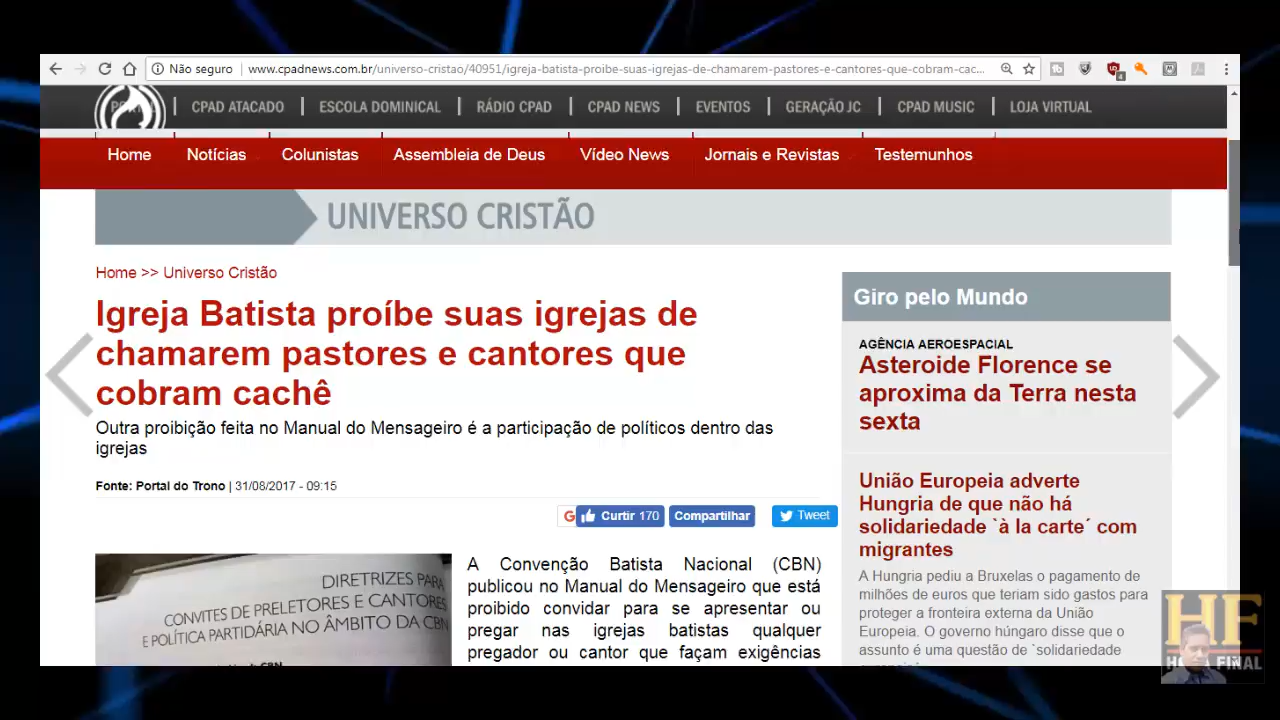 Não seguro
www.cpadnews.com.br/universo-cristao/40951/igreja-batista-proibe-suas-igrejas-de-chamarem-pastores-e-cantores-que-cobram-cac...
CPAD ATACADO
ESCOLA DOMINICAL
RÁDIO CPAD
CPAD NEWS
EVENTOS
GERAÇÃO JC
CPAD MUSIC
LOJA VIRTUAL
Home
Notícias
Colunistas
Assembleia de Deus
Vídeo News
Jornais e Revistas
Testemunhos
UNIVERSO CRISTÃO
Home >> Universo Cristão
Igreja Batista proíbe suas igrejas de
chamarem pastores e cantores que
cobram cachê
Outra proibição feita no Manual do Mensageiro é a participação de políticos dentro das
igrejas
Fonte: Portal do Trono | 31/08/2017 - 09:15
G
Curtir 170
Compartilhar
Tweet
DIRETRIZES PARA
CONVITES DE PRELETORES E CANTORES
E POLÍTICA PARTIDÁRIA NO ÂMBITO DA CBN
A Convenção Batista Nacional (CBN)
publicou no Manual do Mensageiro que está
proibido convidar para se apresentar ou
pregar nas igrejas batistas qualquer
pregador ou cantor que façam exigências
Giro pelo Mundo
AGÊNCIA AEROESPACIAL
Asteroide Florence se
aproxima da Terra nesta
sexta
União Europeia adverte
Hungria de que não há
solidariedade `à la carte´ com
migrantes
A Hungria pediu a Bruxelas o pagamento de
milhões de euros que teriam sido gastos para
proteger a fronteira externa da União
Europeia. O governo húngaro disse que o
assunto é uma questão de `solidariedade
HF
FINAL